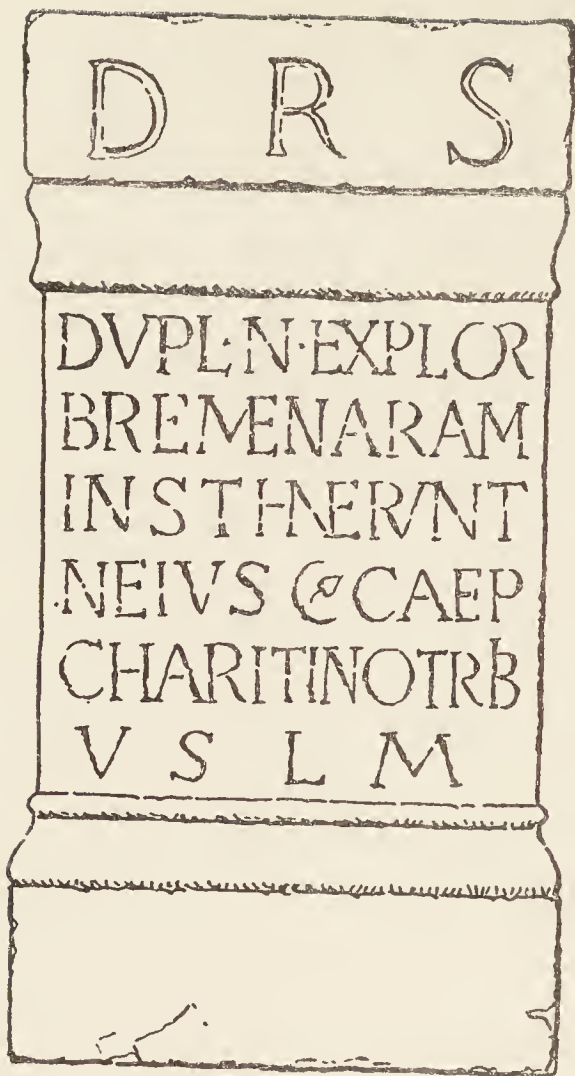 D R S
DVPL·N·EXPLOR
BREMENARAM
INSTITVERVNT
NEIVS C CAEP
CHARITINOTRIB
V S L M